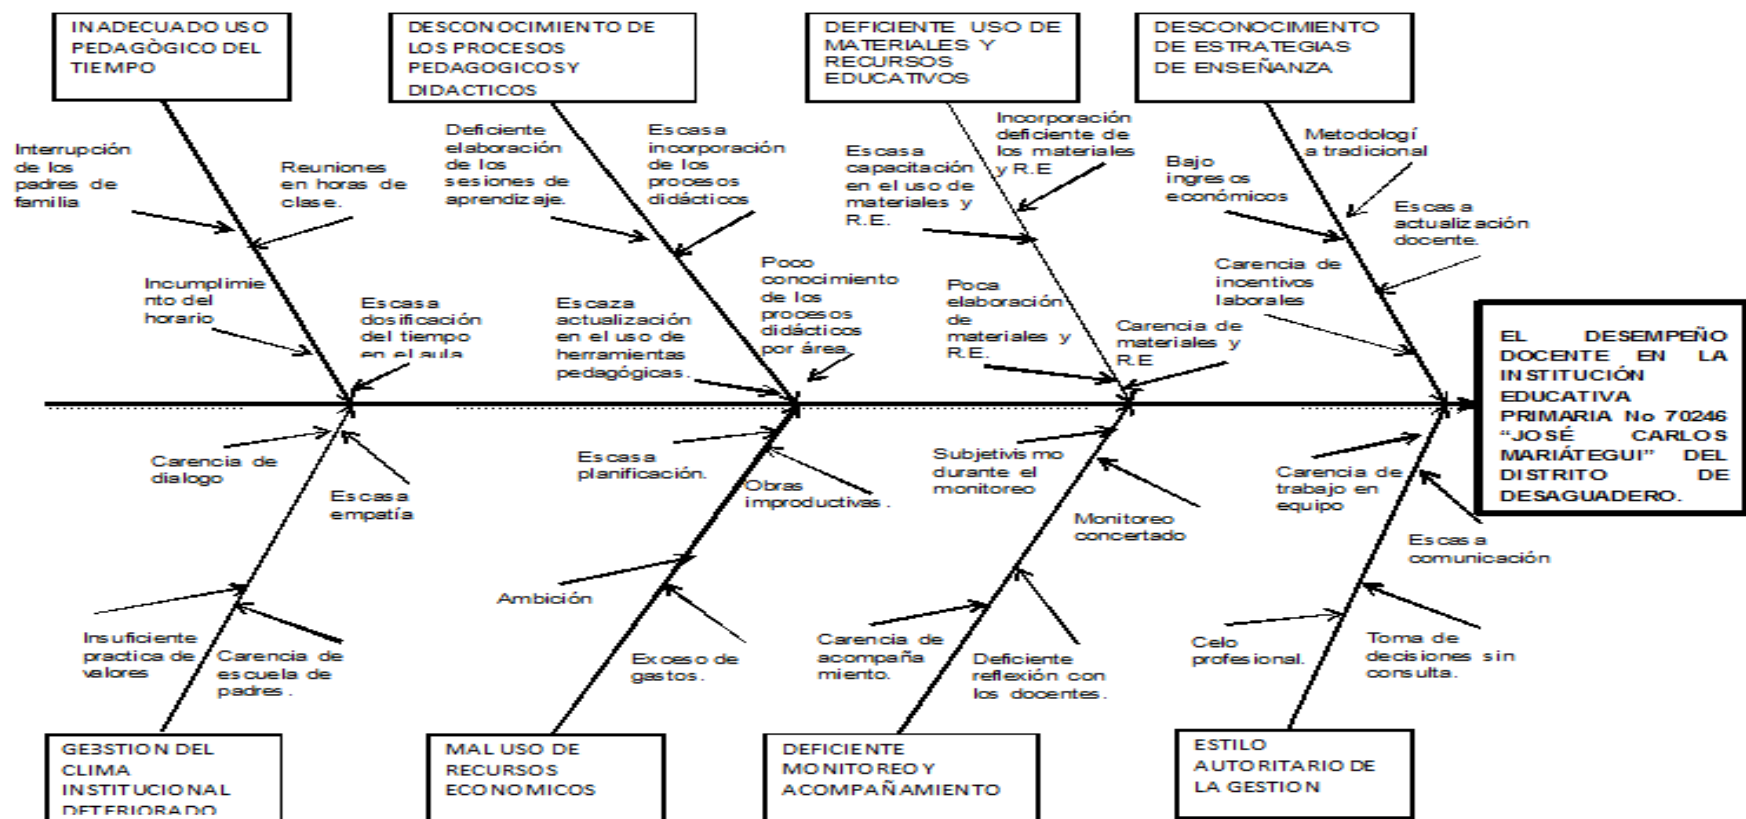 INADECUADO USO
PEDAGÒGICO DEL
TIEMPO
DESCONOCIMIENTO DE
LOS PROCESOS
PEDAGOGICOS Y
DIDACTICOS
DEFICIENTE USO DE
MATERIALES Y
RECURSOS
EDUCATIVOS
DESCONOCIMIENTO
DE ESTRATEGIAS
DE ENSEÑANZA
Interrupción
de los
padres de
familia
Reuniones
en horas de
clase.
Incumplimie
nto del
horario
Escasa
dosificación
del tiempo
en el aula
Deficiente
elaboración
de los
sesiones de
aprendizaje.
Escasa
incorporación
de los
procesos
didácticos
Escaza
actualización
en el uso de
herramientas
pedagógicas.
Poco
conocimiento
de los
procesos
didácticos
por área.
Escasa
capacitación
en el uso de
materiales y
R.E.
Incorporación
deficiente de
los materiales
y R.E
Poca
elaboración
de
materiales y
R.E.
Carencia de
materiales y
R.E
Bajo
ingresos
económicos
Metodologí
a tradicional
Carencia de
incentivos
laborales
Escasa
actualización
docente.
EL DESEMPEÑO
DOCENTE EN LA
INSTITUCIÓN
EDUCATIVA
PRIMARIA No 70246
“JOSÉ CARLOS
MARIÁTEGUI” DEL
DISTRITO DE
DESAGUADERO.
Carencia de
dialogo
Escasa
empatía
Insuficiente
practica de
valores
Carencia de
escuela de
padres.
Escasa
planificación.
Obras
improductivas.
Ambición
Exceso de
gastos.
Subjetivismo
durante el
monitoreo
Monitoreo
concertado
Carencia de
acompaña
miento.
Deficiente
reflexión con
los docentes.
Carencia de
trabajo en
equipo
Escasa
comunicación
Celo
profesional.
Toma de
decisiones sin
consulta.
GE3STION DEL
CLIMA
INSTITUCIONAL
DETERIORADO
MAL USO DE
RECURSOS
ECONOMICOS
DEFICIENTE
MONITOREO Y
ACOMPAÑAMIENTO
ESTILO
AUTORITARIO DE
LA GESTION